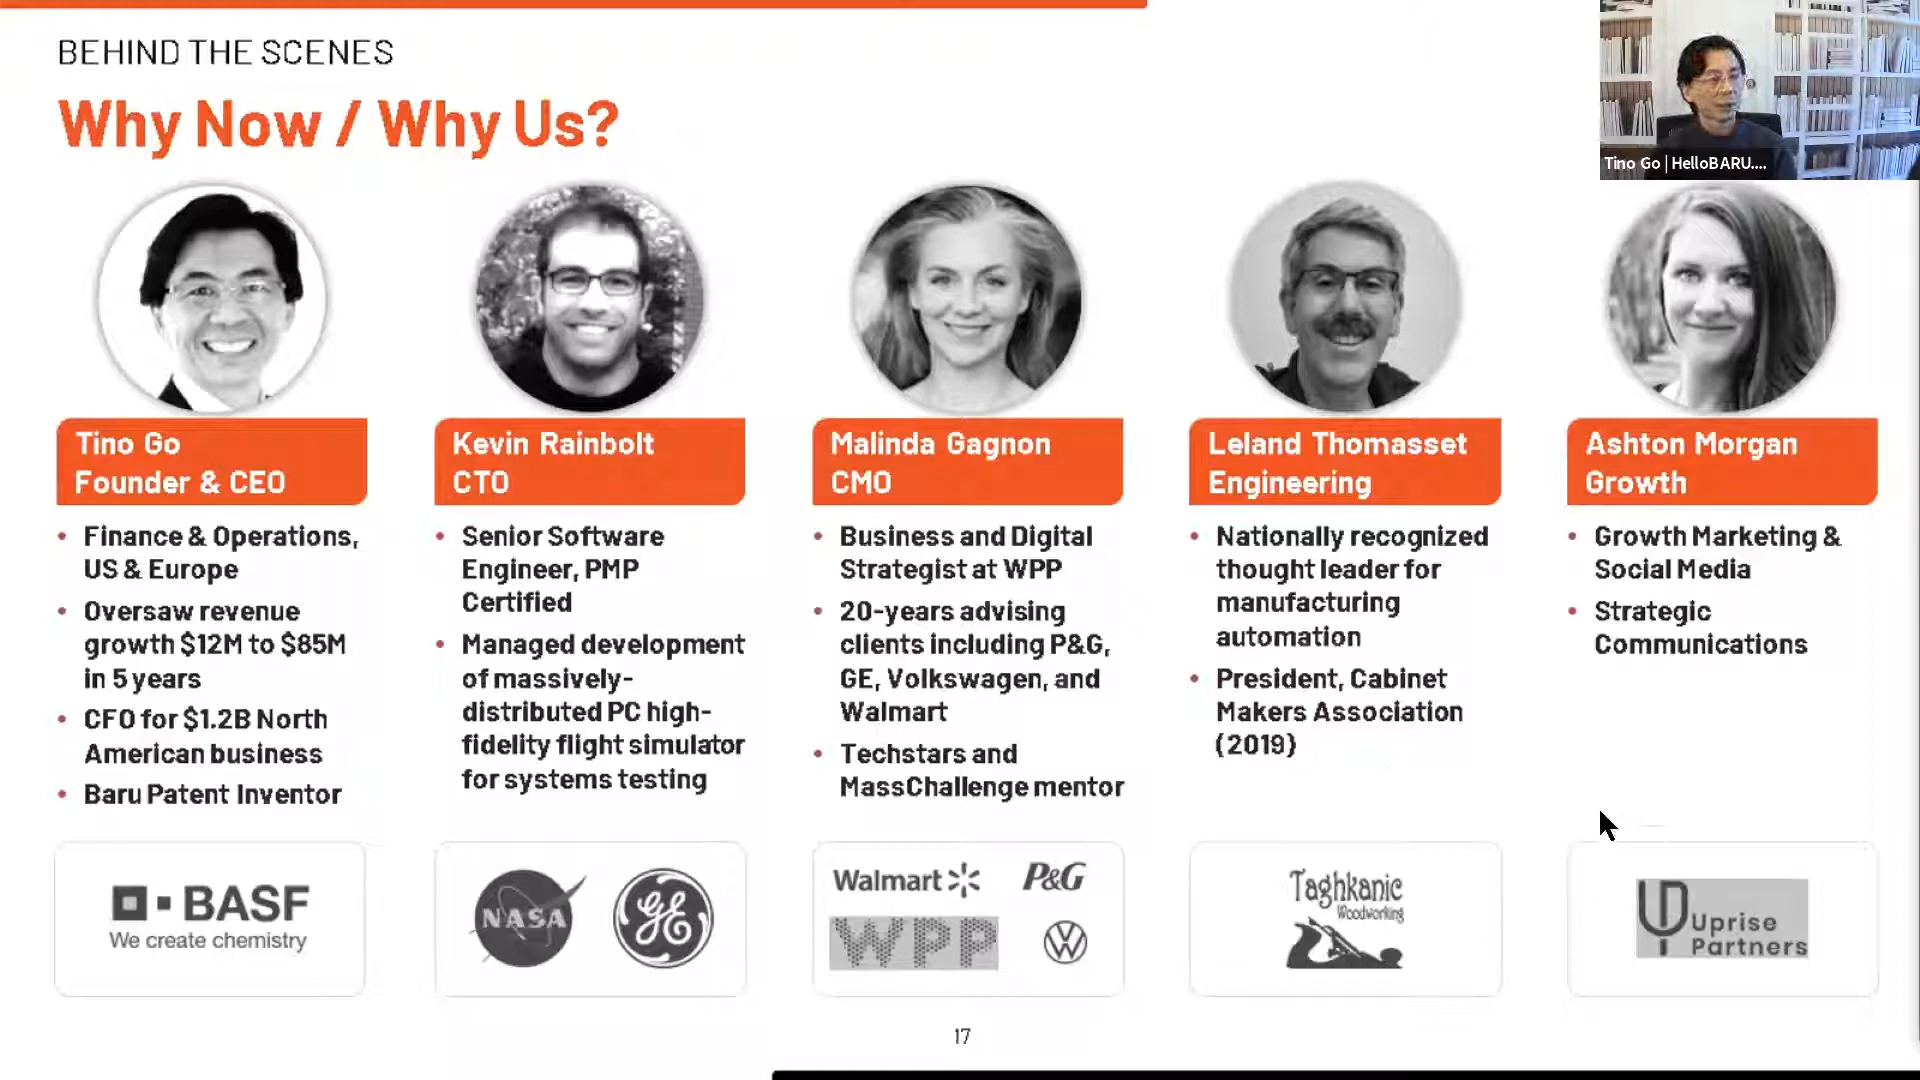 BEHIND THE SCENES
Why Now / Why Us?
Tino Go | HelloBARU....
Tino Go
Founder & CEO
• Finance & Operations,
US & Europe
• Oversaw revenue
growth $12M to $85M
in 5 years
• CFO for $1.2B North
American business
• Baru Patent Inventor
BASF
We create chemistry
Kevin Rainbolt
CTO
• Senior Software
Engineer, PMP
Certified
• Managed development
of massively-
distributed PC high-
fidelity flight simulator
for systems testing
NASA
GE
Malinda Gagnon
CMO
• Business and Digital
Strategist at WPP
• 20-years advising
clients including P&G,
GE, Volkswagen, and
Walmart
• Techstars and
MassChallenge mentor
Walmart
P&G
WPP
VW
Leland Thomasset
Engineering
• Nationally recognized
thought leader for
manufacturing
automation
• President, Cabinet
Makers Association
(2019)
Taghkanic
Woodworking
Ashton Morgan
Growth
• Growth Marketing &
Social Media
• Strategic
Communications
UP
Uprise
Partners
17